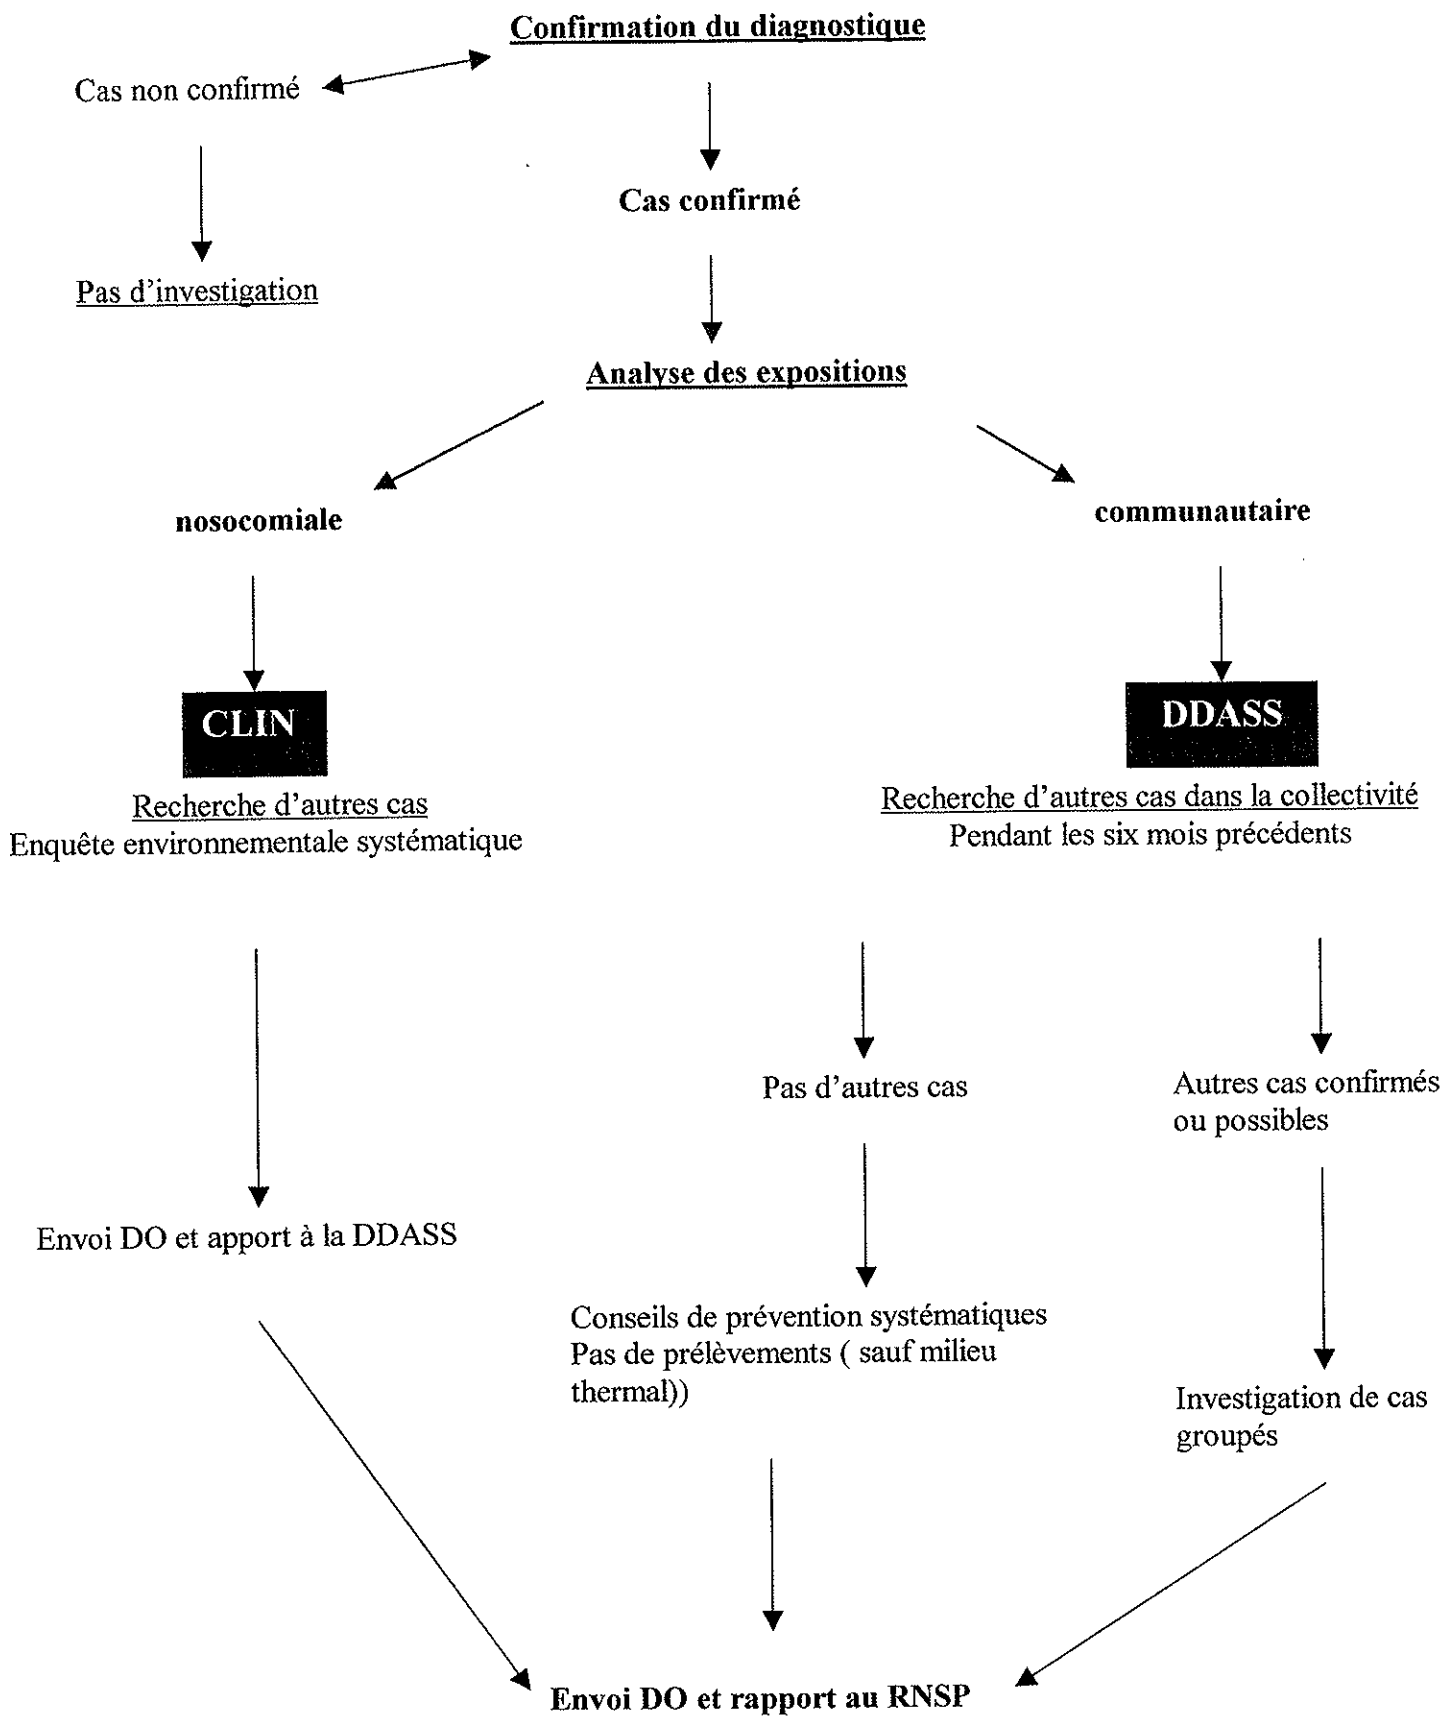 Confirmation du diagnostique
Cas non confirmé
Cas confirmé
Pas d'investigation
Analyse des expositions
nosocomiale
communautaire
CLIN
DDASS
Recherche d'autres cas
Enquête environnementale systématique
Recherche d'autres cas dans la collectivité
Pendant les six mois précédents
Pas d'autres cas
Autres cas confirmés
ou possibles
Envoi DO et apport à la DDASS
Conseils de prévention systématiques
Pas de prélèvements ( sauf milieu
thermal))
Investigation de cas
groupés
Envoi DO et rapport au RNSP